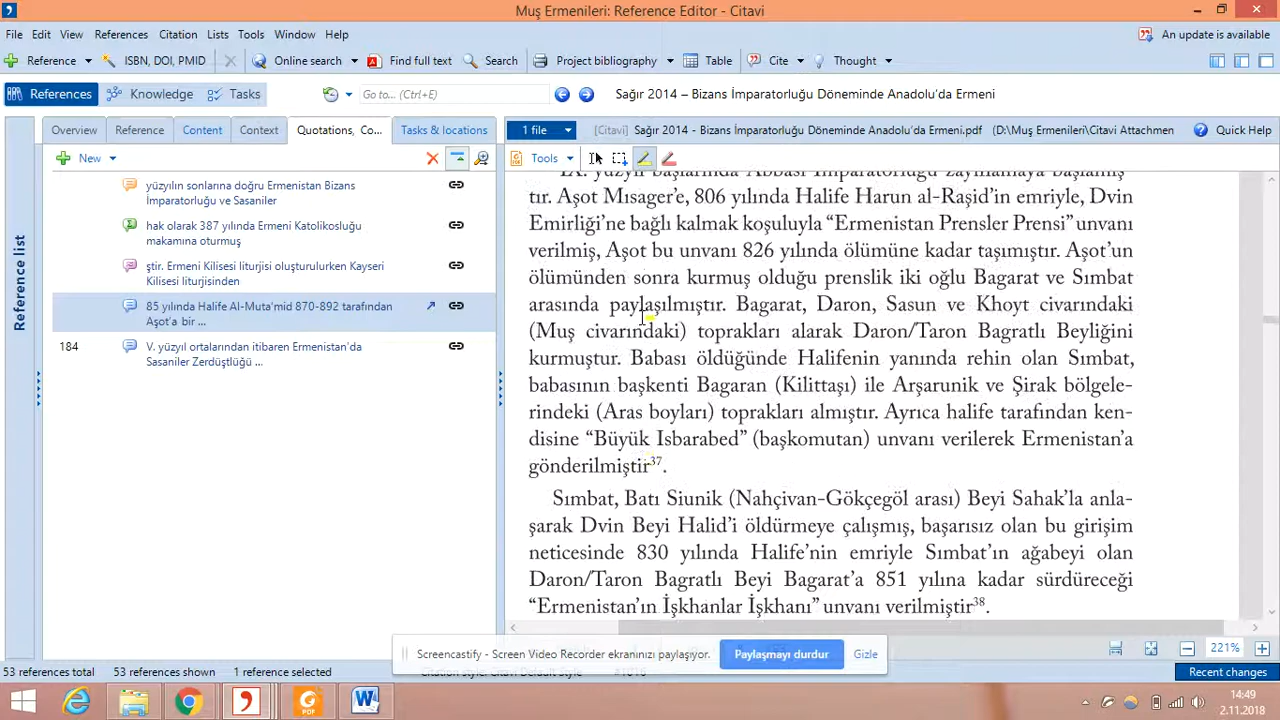 Muş Ermenileri: Reference Editor - Citavi
File Edit View References Citation Lists Tools Window Help
An update is available
Reference ISBN, DOI, PMID Online search Find full text Search Project bibliography Table Cite Thought
References Knowledge Tasks
Go to... (Ctrl+E)
Sağır 2014 – Bizans İmparatorluğu Döneminde Anadolu'da Ermeni
Overview Reference Content Context Quotations, Co... Tasks & locations
1 file
[Citavi] Sağır 2014 - Bizans İmparatorluğu Döneminde Anadolu'da Ermeni.pdf (D:\Muş Ermenileri\Citavi Attachmen
Quick Help
New
Tools
Reference list
yüzyılın sonlarına doğru Ermenistan Bizans
İmparatorluğu ve Sasaniler
hak olarak 387 yılında Ermeni Katolikosluğu
makamına oturmuş
ştir. Ermeni Kilisesi liturjisi oluşturulurken Kayseri
Kilisesi liturjisinden
85 yılında Halife Al-Muta'mid 870-892 tarafından
Aşot'a bir ...
184
V. yüzyıl ortalarından itibaren Ermenistan'da
Sasaniler Zerdüştlüğü ...
IX. yüzyıl başlarında Abbasi İmparatorluğu zayıflamaya başlamış-
tır. Aşot Mısager'e, 806 yılında Halife Harun al-Raşid'in emriyle, Dvin
Emirliği'ne bağlı kalmak koşuluyla "Ermenistan Prensler Prensi" unvanı
verilmiş, Aşot bu unvanı 826 yılında ölümüne kadar taşımıştır. Aşot'un
ölümünden sonra kurmuş olduğu prenslik iki oğlu Bagarat ve Sımbat
arasında paylaşılmıştır. Bagarat, Daron, Sasun ve Khoyt civarındaki
(Muş civarındaki) toprakları alarak Daron/Taron Bagratlı Beyliğini
kurmuştur. Babası öldüğünde Halifenin yanında rehin olan Sımbat,
babasının başkenti Bagaran (Kilittaşı) ile Arşarunik ve Şirak bölgele-
rindeki (Aras boyları) toprakları almıştır. Ayrıca halife tarafından ken-
disine "Büyük Isbarabed" (başkomutan) unvanı verilerek Ermenistan'a
gönderilmiştir37.
Sımbat, Batı Siunik (Nahçivan-Gökçegöl arası) Beyi Sahak'la anla-
şarak Dvin Beyi Halid'i öldürmeye çalışmış, başarısız olan bu girişim
neticesinde 830 yılında Halife'nin emriyle Sımbat'ın ağabeyi olan
Daron/Taron Bagratlı Beyi Bagarat'a 851 yılına kadar sürdüreceği
"Ermenistan'ın İşkhanlar İşkhanı" unvanı verilmiştir38.
Screencastify - Screen Video Recorder ekranınızı paylaşıyor.
Paylaşmayı durdur
Gizle
221%
53 references total 53 references shown 1 reference selected
Citation style: Citavi Default Style
Recent changes
PDF
14:49
2.11.2018